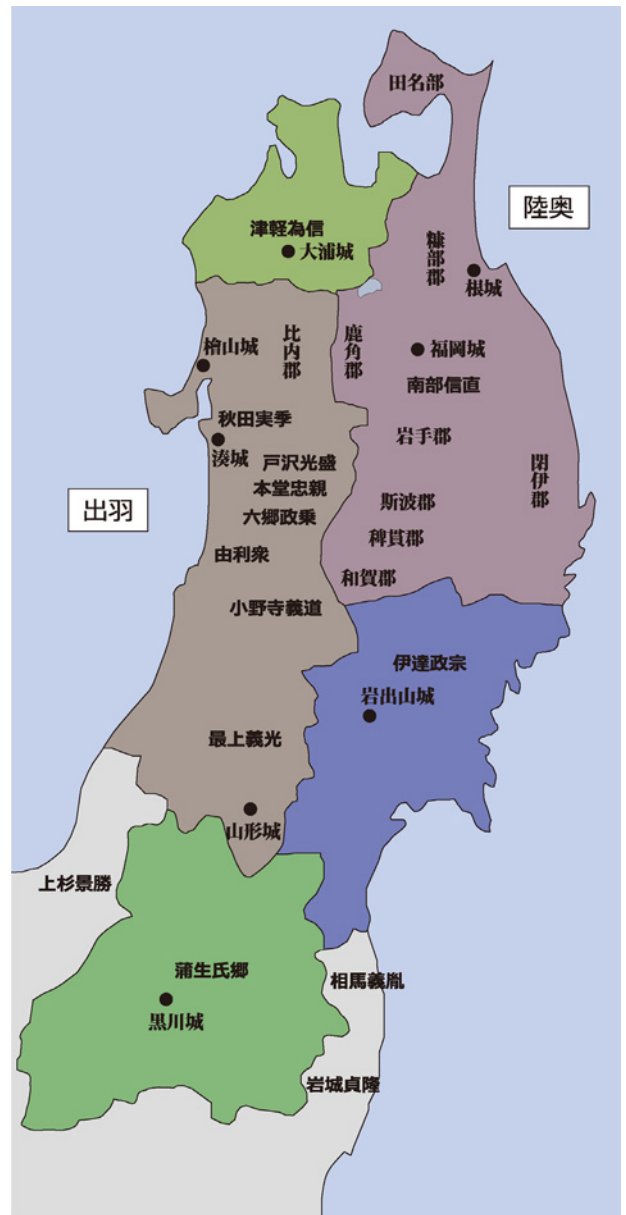 田名部
陸奥
津軽為信
大浦城
糠部郡
根城
比内郡
鹿角郡
檜山城
福岡城
南部信直
秋田実季
湊城
岩手郡
戸沢光盛
閉伊郡
本堂忠親
斯波郡
出羽
六郷政乗
稗貫郡
由利衆
和賀郡
小野寺義道
伊達政宗
岩出山城
最上義光
山形城
上杉景勝
蒲生氏郷
相馬義胤
黒川城
岩城貞隆